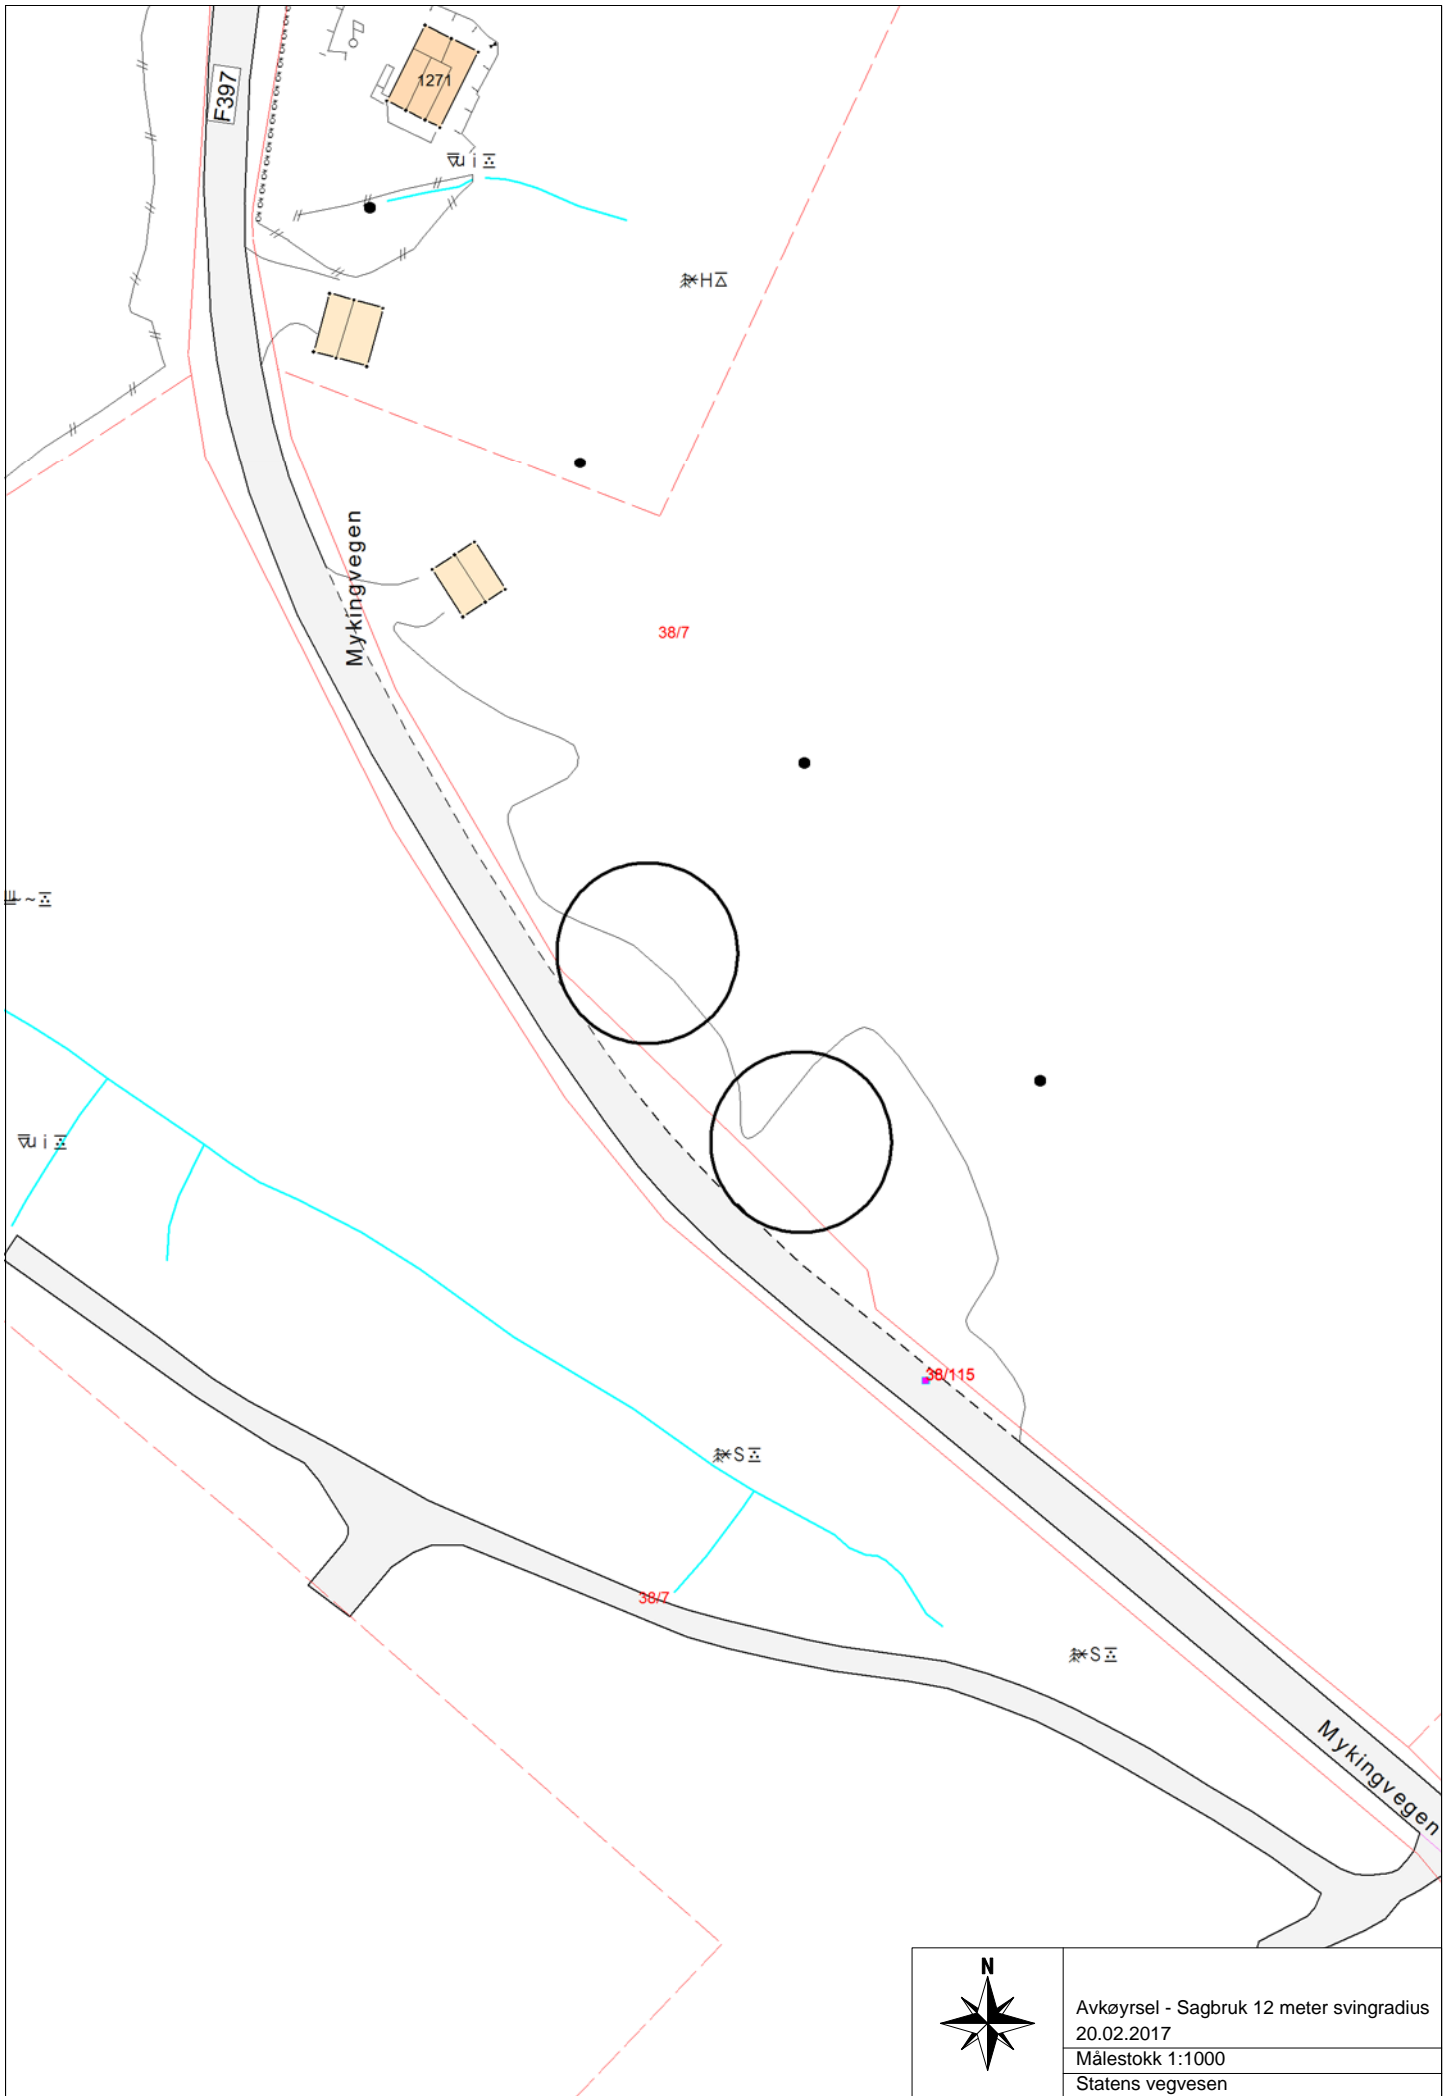 F397
1271
Mykingvegen
38/7
38/115
38/7
Mykingvegen
N
Avkøyrsel - Sagbruk 12 meter svingradius
20.02.2017
Målestokk 1:1000
Statens vegvesen